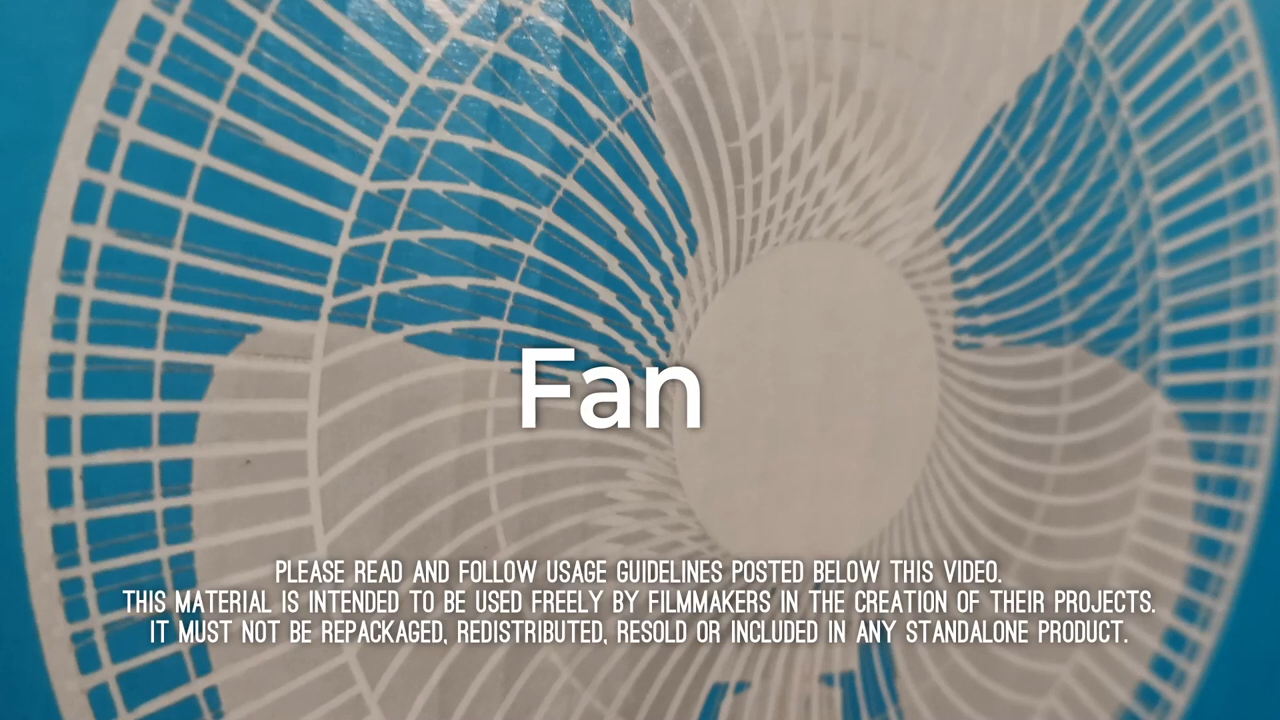 Fan
PLEASE READ AND FOLLOW USAGE GUIDELINES POSTED BELOW THIS VIDEO.
THIS MATERIAL IS INTENDED TO BE USED FREELY BY FILMMAKERS IN THE CREATION OF THEIR PROJECTS.
IT MUST NOT BE REPACKAGED, REDISTRIBUTED, RESOLD OR INCLUDED IN ANY STANDALONE PRODUCT.